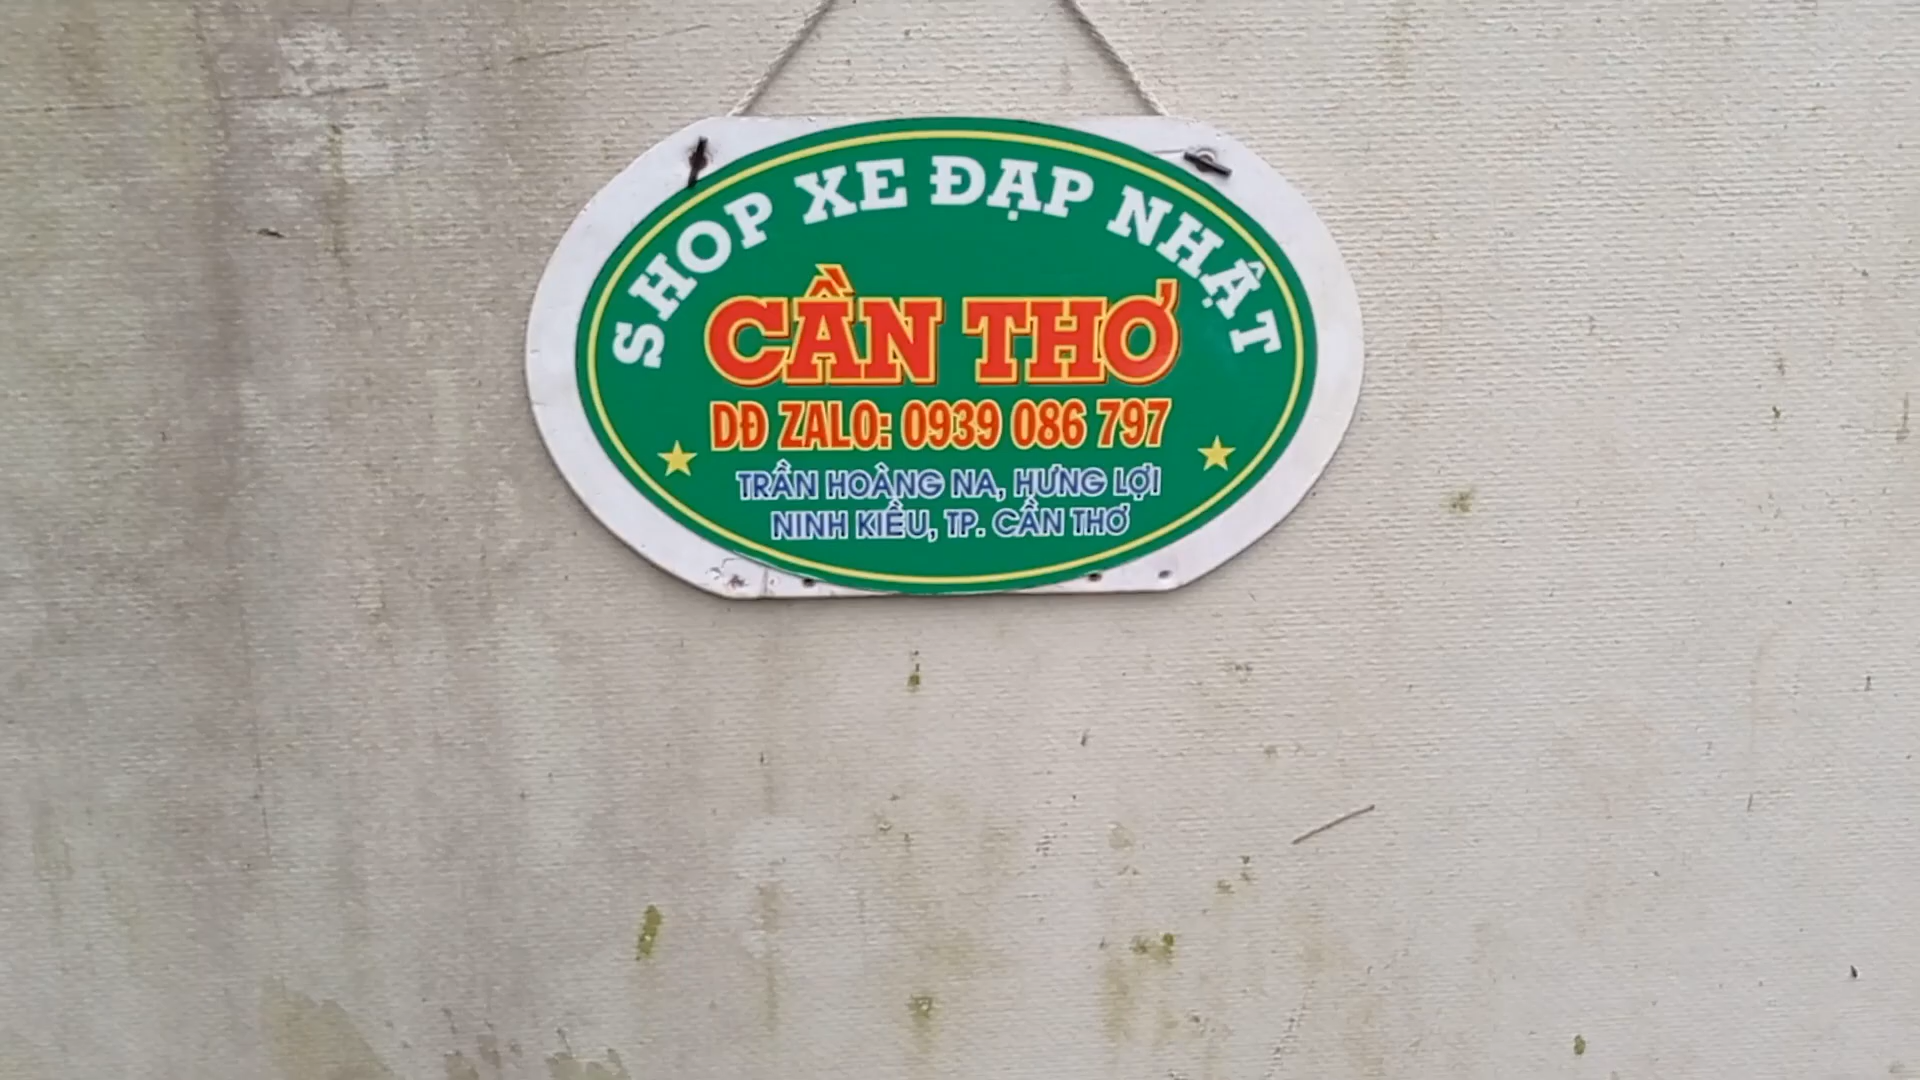 SHOP XE ĐẠP NHẬT
CẦN THƠ
DĐ ZALO: 0939 086 797
TRẦN HOÀNG NA, HƯNG LỢI
NINH KIỀU, TP. CẦN THƠ